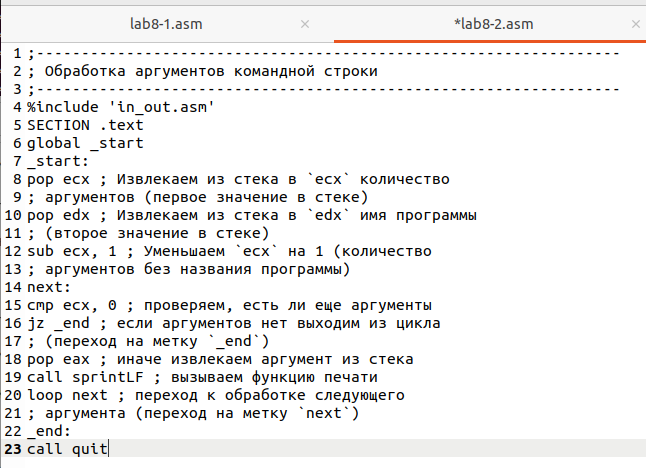 lab8-1.asm × *lab8-2.asm ×
1 ;-----------------------------------------------------------------
2 ; Обработка аргументов командной строки
3 ;-----------------------------------------------------------------
4 %include 'in_out.asm'
5 SECTION .text
6 global _start
7 _start:
8 pop ecx ; Извлекаем из стека в `ecx` количество
9 ; аргументов (первое значение в стеке)
10 pop edx ; Извлекаем из стека в `edx` имя программы
11 ; (второе значение в стеке)
12 sub ecx, 1 ; Уменьшаем `ecx` на 1 (количество
13 ; аргументов без названия программы)
14 next:
15 cmp ecx, 0 ; проверяем, есть ли еще аргументы
16 jz _end ; если аргументов нет выходим из цикла
17 ; (переход на метку `_end`)
18 pop eax ; иначе извлекаем аргумент из стека
19 call sprintLF ; вызываем функцию печати
20 loop next ; переход к обработке следующего
21 ; аргумента (переход на метку `next`)
22 _end:
23 call quit